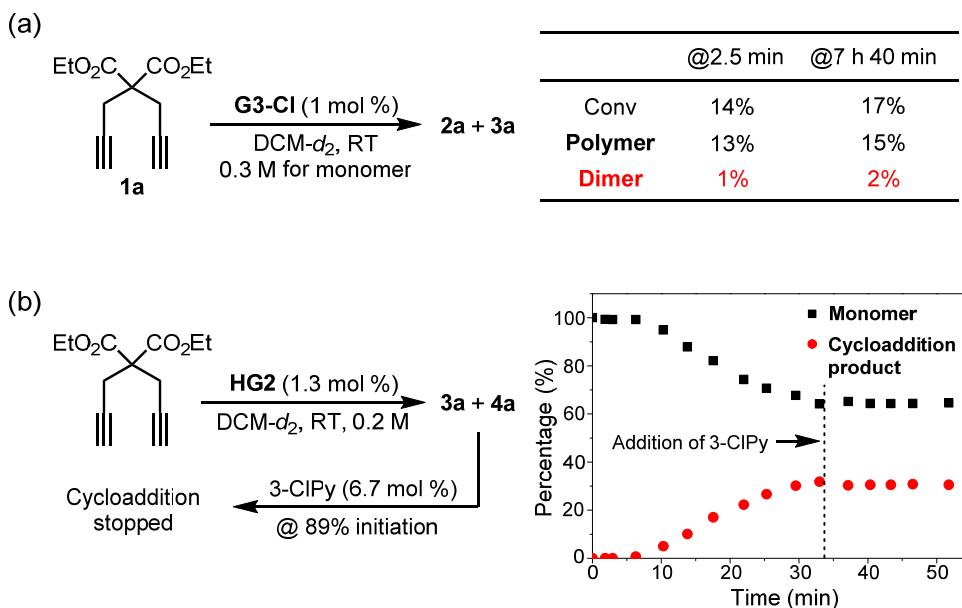 (a)
EtO₂C CO₂Et
1a
G3-Cl (1 mol %)
DCM-d₂, RT
0.3 M for monomer
2a + 3a
@2.5 min @7 h 40 min
Conv 14% 17%
Polymer 13% 15%
Dimer 1% 2%
(b)
EtO₂C CO₂Et
HG2 (1.3 mol %)
DCM-d₂, RT, 0.2 M
3a + 4a
3-ClPy (6.7 mol %)
@ 89% initiation
Cycloaddition
stopped
Percentage (%)
100
80
60
40
20
0
Monomer
Cycloaddition
product
Addition of 3-ClPy
0 10 20 30 40 50
Time (min)